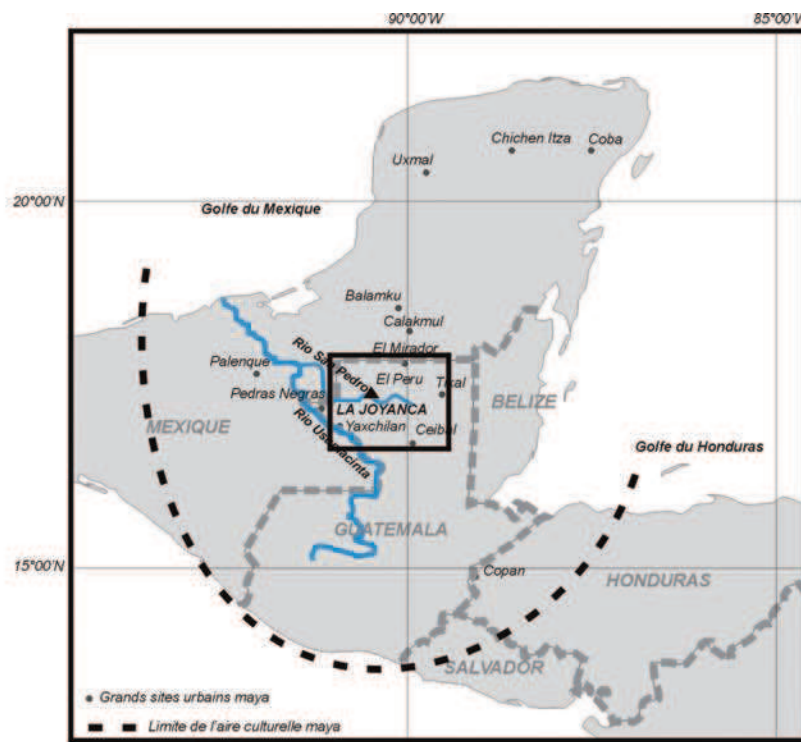 90°00'W
85°00'W
Chichen Itza
Coba
Uxmal
20°00'N
Golfe du Mexique
Balamku
Calakmul
El Mirador
Rio San Pedro
Palenque
El Peru
Tikal
Pedras Negras
LA JOYANCA
BELIZE
MEXIQUE
Yaxchilan
Ceibal
Rio Usumacinta
Golfe du Honduras
GUATEMALA
15°00'N
Copan
HONDURAS
SALVADOR
Grands sites urbains maya
Limite de l'aire culturelle maya